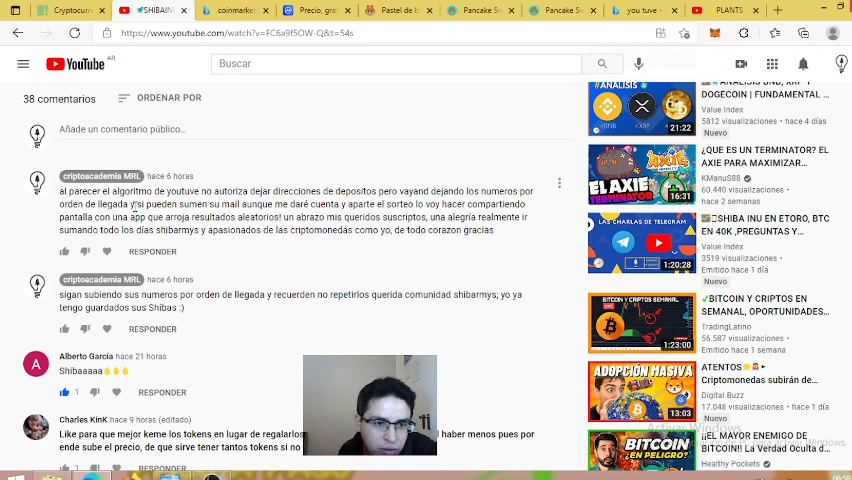 Cryptocurr
SHIBAIN
coinmarket
Precio, grá
Pastel de b
Pancake Sw
Pancake Sw
you tuve -
PLANTS
https://www.youtube.com/watch?v=FC6a9f5OW-Q&t=54s
YouTube AR
Buscar
38 comentarios
ORDENAR POR
Añade un comentario público...
criptoacademia MRL hace 6 horas
al parecer el algoritmo de youtuve no autoriza dejar direcciones de depositos pero vayand dejando los numeros por
orden de llegada y si pueden sumen su mail aunque me daré cuenta y aparte el sorteo lo voy hacer compartiendo
pantalla con una app que arroja resultados aleatorios! un abrazo mis queridos suscriptos, una alegría realmente ir
sumando todo los días shibarmys y apasionados de las criptomonedas como yo, de todo corazon gracias
RESPONDER
criptoacademia MRL hace 6 horas
sigan subiendo sus numeros por orden de llegada y recuerden no repetirlos querida comunidad shibarmys; yo ya
tengo guardados sus Shibas :)
RESPONDER
A
Alberto García hace 21 horas
Shibaaaaa
1
RESPONDER
Charles KinK hace 9 horas (editado)
Like para que mejor keme los tokens en lugar de regalarlos
haber menos pues por
ende sube el precio, de que sirve tener tantos tokens si no
RESPONDER
ANALISIS BNB, XRP Y
DOGECOIN | FUNDAMENTAL ...
Value Index
5812 visualizaciones • hace 4 días
Nuevo
BNB
XRP
21:22
¿QUE ES UN TERMINATOR? EL
AXIE PARA MAXIMIZAR...
KManuS88
60.440 visualizaciones •
hace 2 semanas
AXIE
EL AXIE
TERMINATOR
16:31
SHIBA INU EN ETORO, BTC
EN 40K ,PREGUNTAS Y
Value Index
3519 visualizaciones •
Emitido hace 1 día
Nuevo
LAS CHARLAS DE TELEGRAM
1:20:28
BITCOIN Y CRIPTOS EN
SEMANAL, OPORTUNIDADES...
TradingLatino
56.587 visualizaciones •
Emitido hace 1 semana
BITCOIN Y CRIPTOS SEMANAL
1:23:00
ATENTOS
Criptomonedas subirán de...
Digital Buzz
17.048 visualizaciones • hace 1 día
Nuevo
ADOPCIÓN MASIVA
13:03
¡¡EL MAYOR ENEMIGO DE
BITCOIN!! La Verdad Oculta d
Healthy Pockets
BITCOIN
¿EN PELIGRO?
Activar Windows